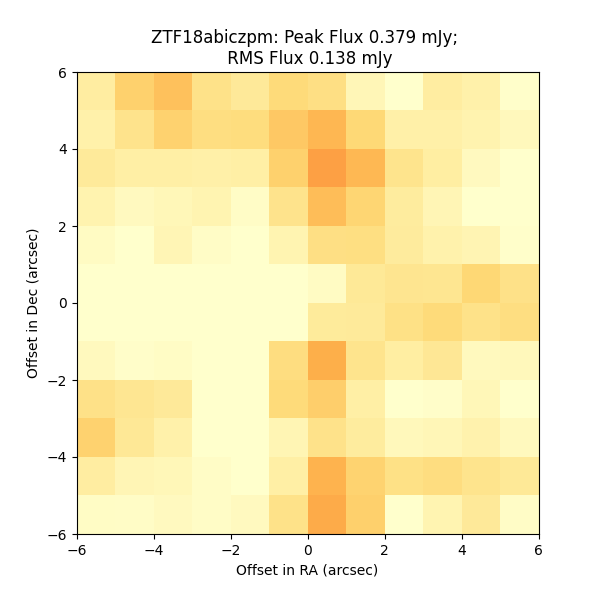 ZTF18abiczpm: Peak Flux 0.379 mJy;
RMS Flux 0.138 mJy
6
4
2
0
−2
−4
−6
Offset in Dec (arcsec)
−6 −4 −2 0 2 4 6
Offset in RA (arcsec)